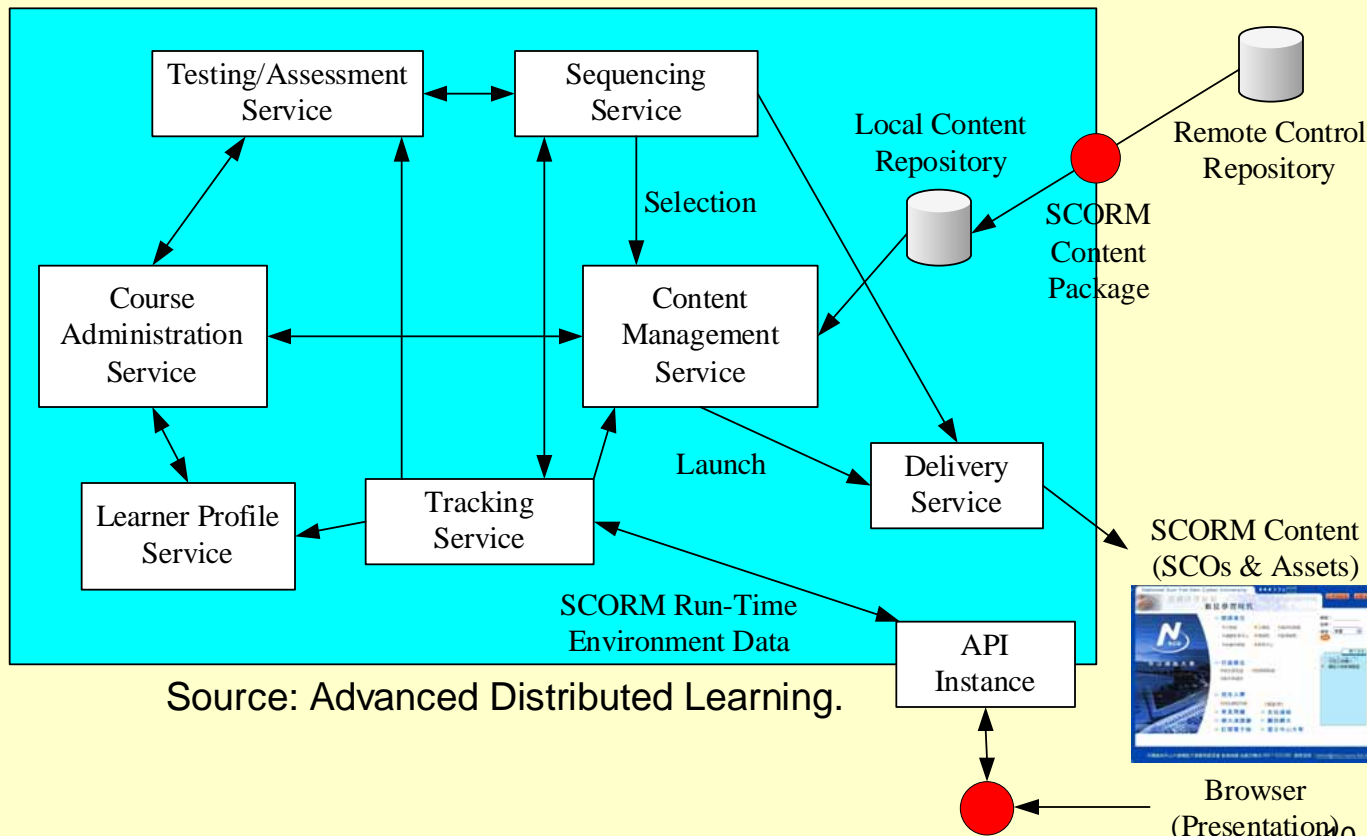 Testing/Assessment
Service
Sequencing
Service
Local Content
Repository
Remote Control
Repository
Selection
SCORM
Content
Package
Course
Administration
Service
Content
Management
Service
Launch
Delivery
Service
Learner Profile
Service
Tracking
Service
SCORM Content
(SCOs & Assets)
SCORM Run-Time
Environment Data
API
Instance
Source: Advanced Distributed Learning.
Browser
(Presentation)